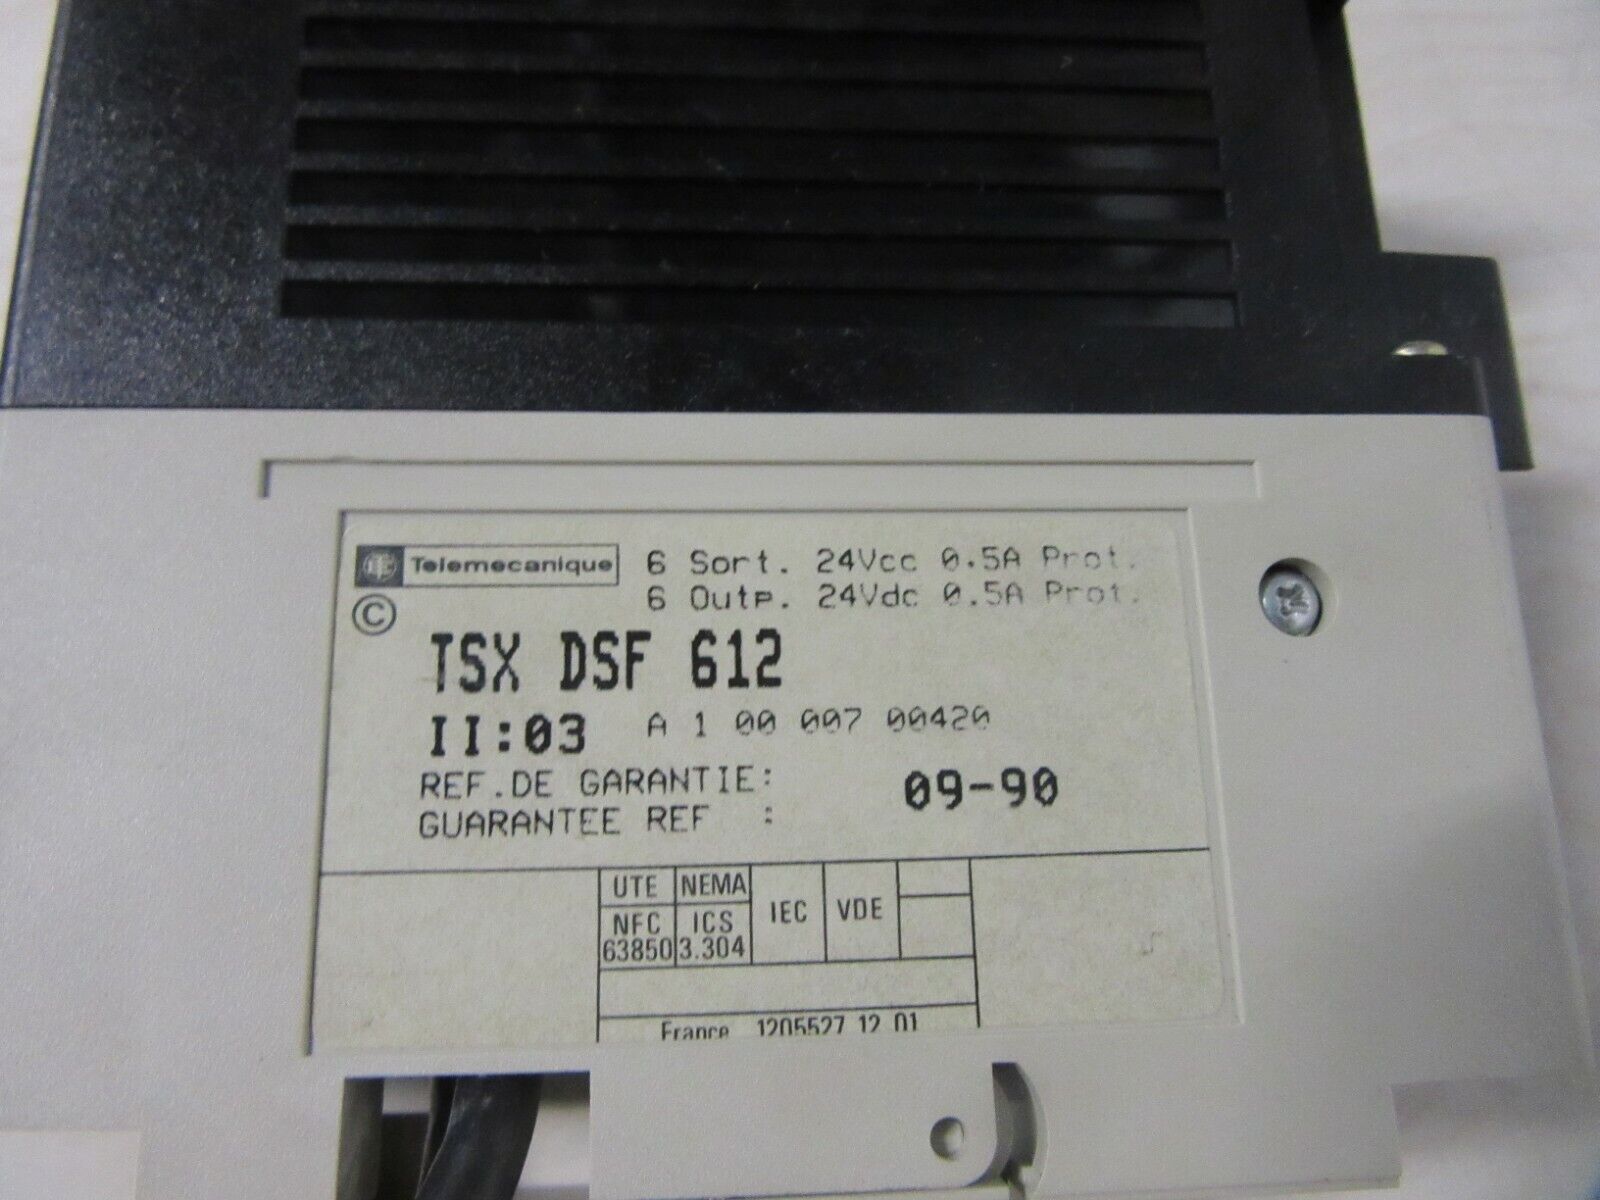 Telemecanique 6 Sort. 24Vcc 0.5A Prot.
6 Outp. 24Vdc 0.5A Prot.
©
TSX DSF 612
II:03 A 1 00 007 00420
REF.DE GARANTIE: 09-90
GUARANTEE REF :
UTE NEMA IEC VDE
NFC ICS
63850 3.304
France 1205527 12 01